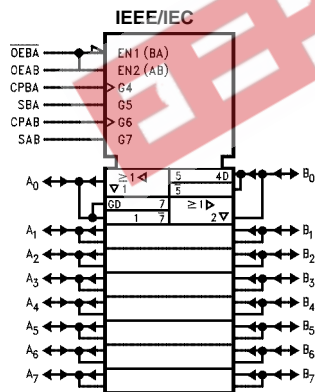 IEEE/IEC
OEBA EN1 (BA)
OEAB EN2 (AB)
CPBA G4
SBA G5
CPAB G6
SAB G7
A0 ≥1 5 4D B0
▽1 5
GD 7 ≥1
1 7 2▽
A1 B1
A2 B2
A3 B3
A4 B4
A5 B5
A6 B6
A7 B7